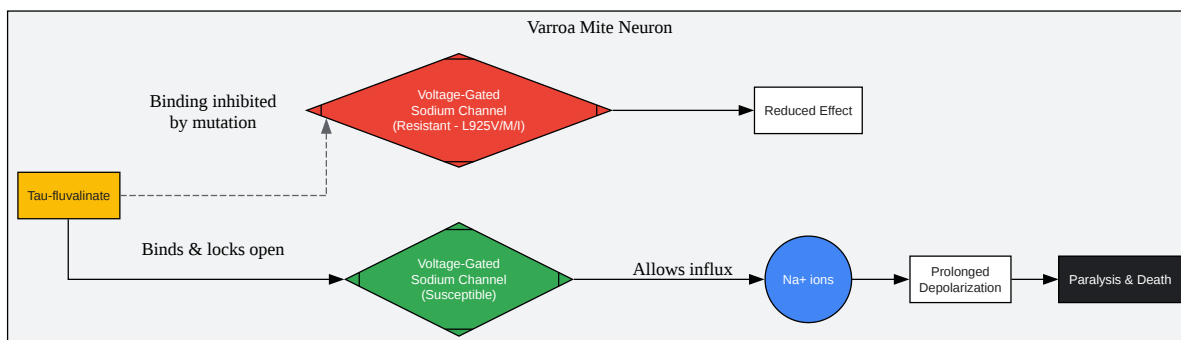 Varroa Mite Neuron
Binding inhibited
by mutation
Voltage-Gated
Sodium Channel
(Resistant - L925V/M/I)
Reduced Effect
Tau-fluvalinate
Binds & locks open
Voltage-Gated
Sodium Channel
(Susceptible)
Allows influx
Na+ ions
Prolonged
Depolarization
Paralysis & Death